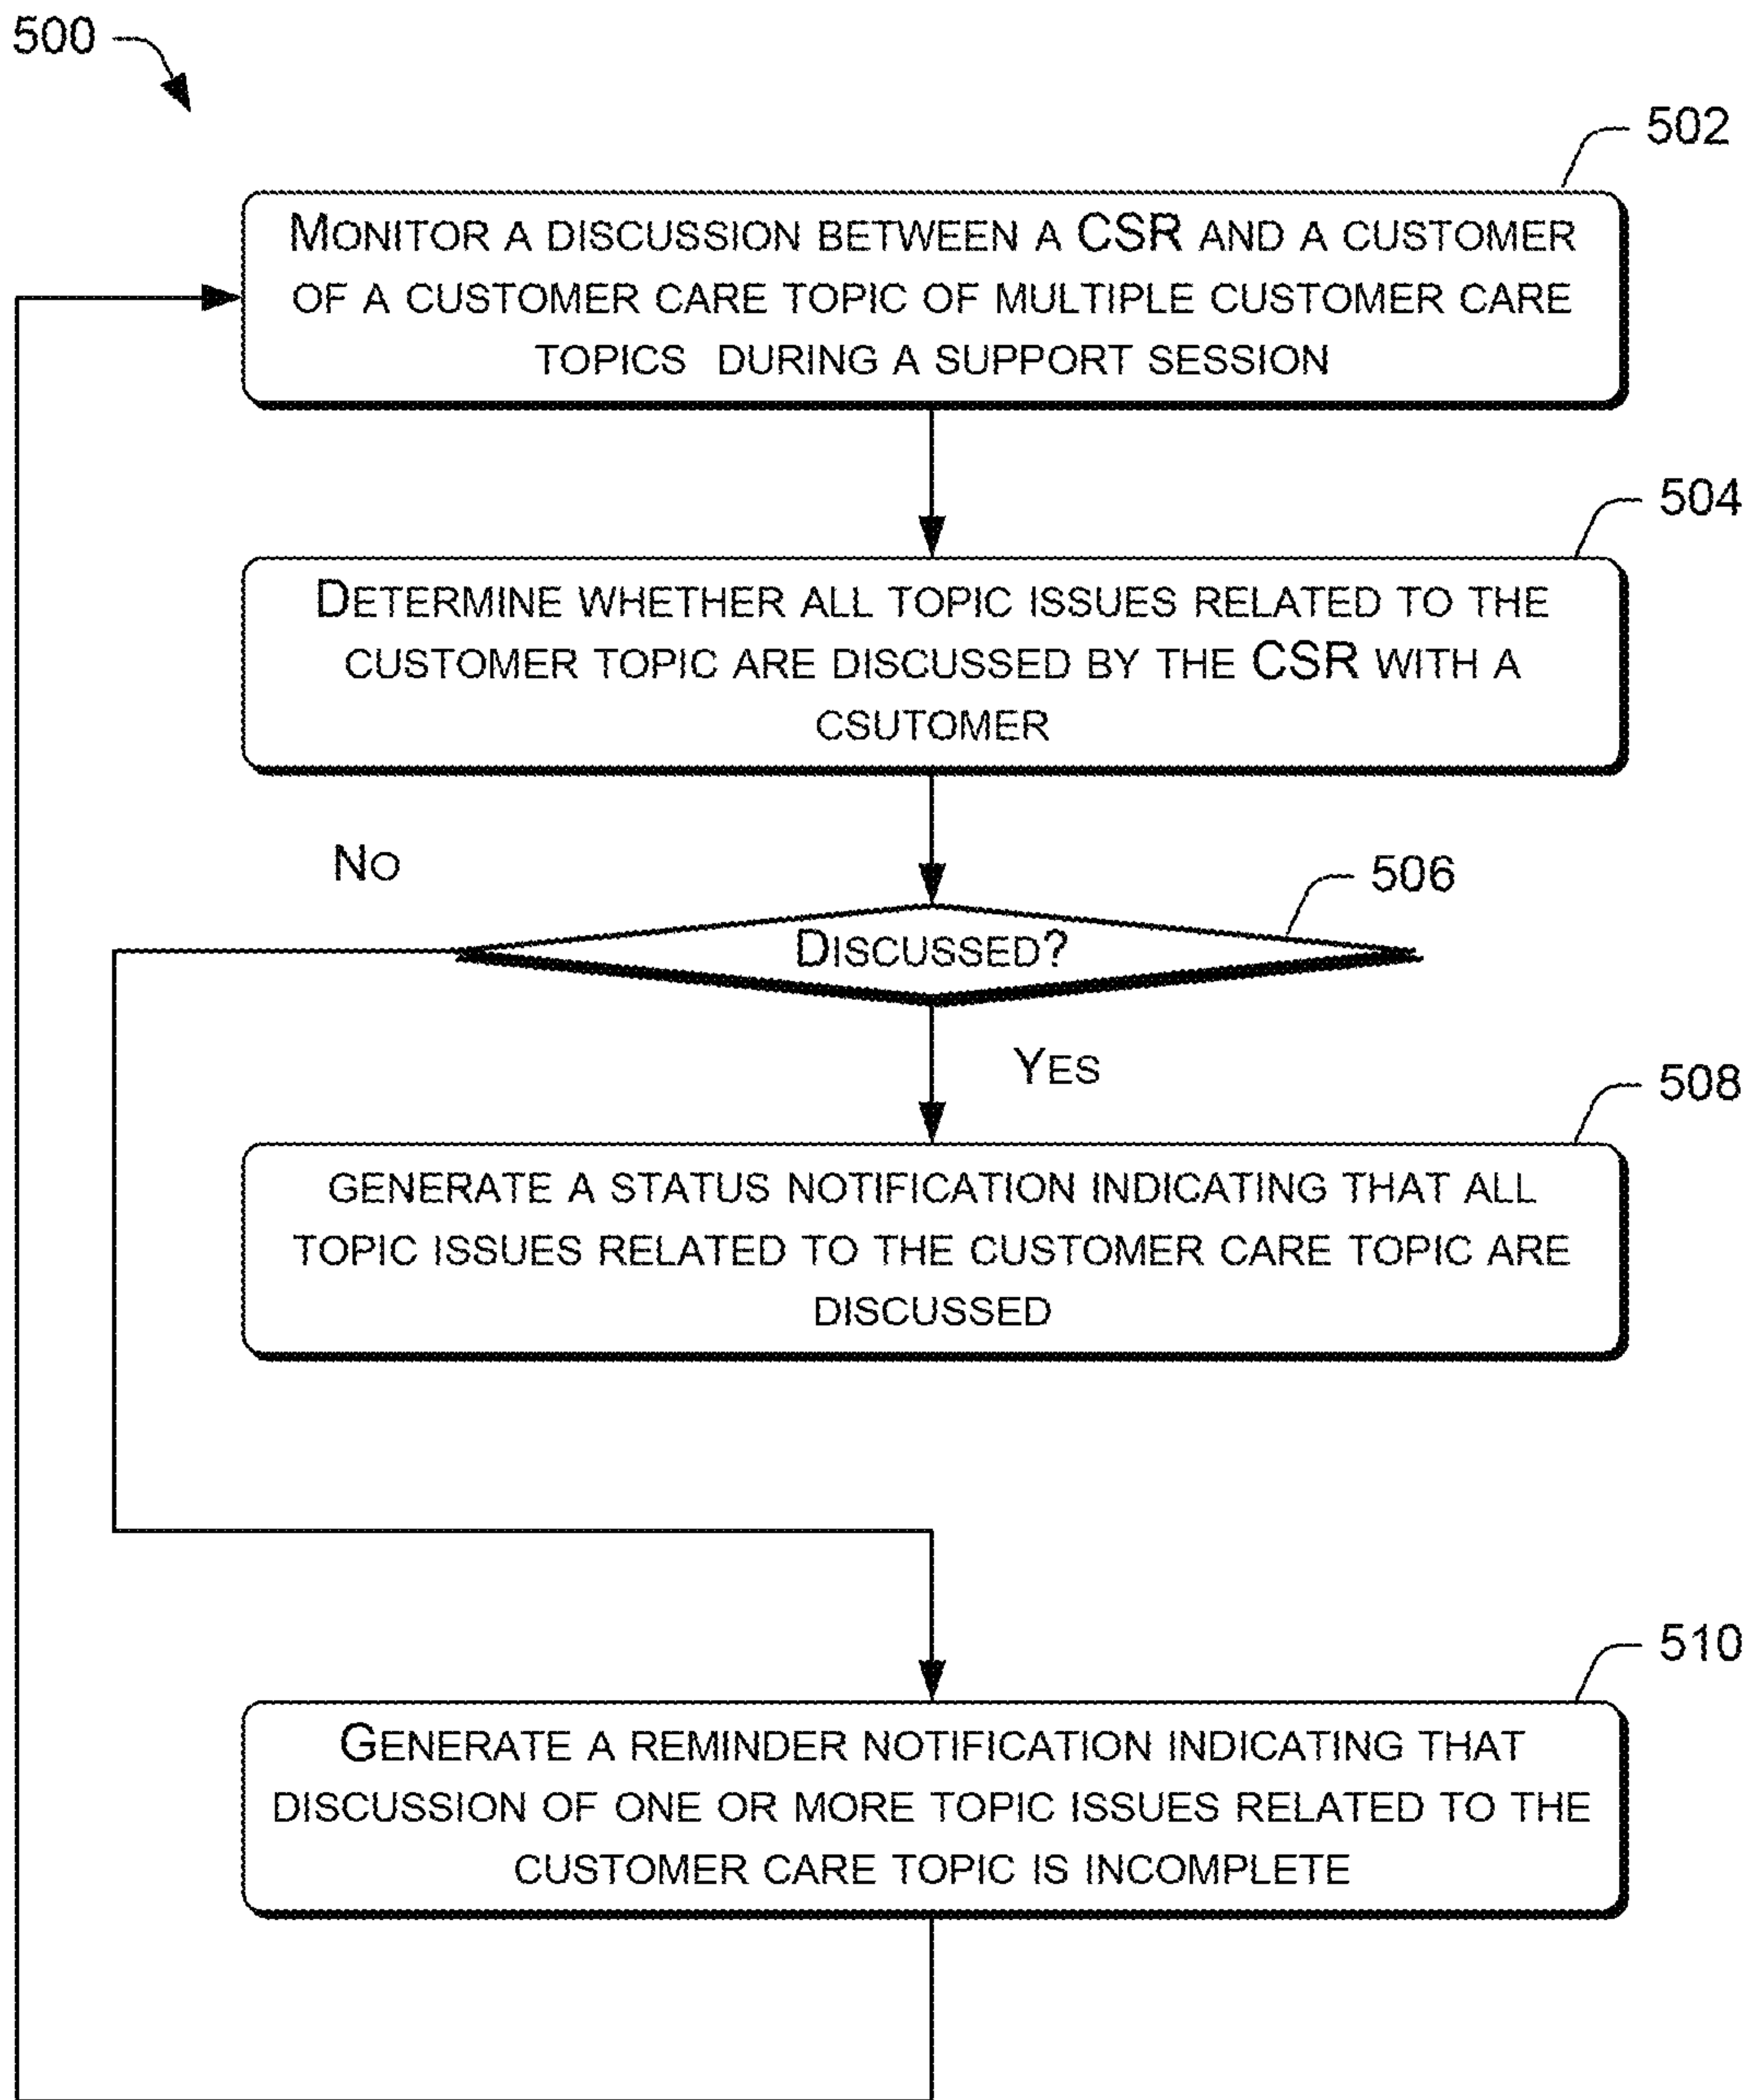 500
502
MONITOR A DISCUSSION BETWEEN A CSR AND A CUSTOMER
OF A CUSTOMER CARE TOPIC OF MULTIPLE CUSTOMER CARE
TOPICS DURING A SUPPORT SESSION
504
DETERMINE WHETHER ALL TOPIC ISSUES RELATED TO THE
CUSTOMER TOPIC ARE DISCUSSED BY THE CSR WITH A
CSUTOMER
NO
506
DISCUSSED?
YES
508
GENERATE A STATUS NOTIFICATION INDICATING THAT ALL
TOPIC ISSUES RELATED TO THE CUSTOMER CARE TOPIC ARE
DISCUSSED
510
GENERATE A REMINDER NOTIFICATION INDICATING THAT
DISCUSSION OF ONE OR MORE TOPIC ISSUES RELATED TO THE
CUSTOMER CARE TOPIC IS INCOMPLETE